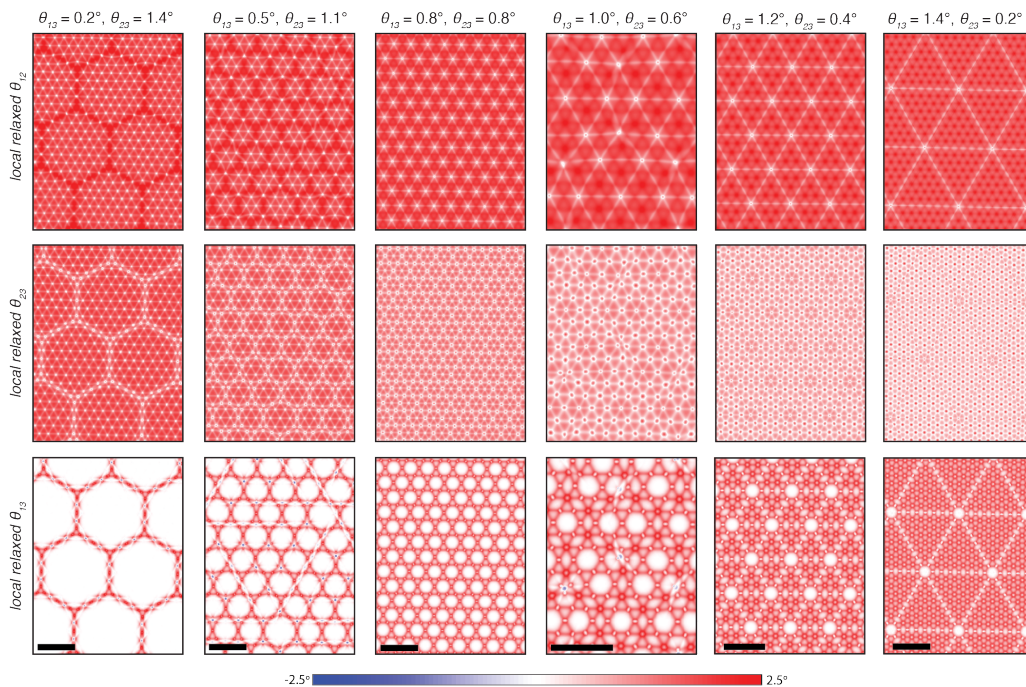 θ₁₃ = 0.2°, θ₂₃ = 1.4°
θ₁₃ = 0.5°, θ₂₃ = 1.1°
θ₁₃ = 0.8°, θ₂₃ = 0.8°
θ₁₃ = 1.0°, θ₂₃ = 0.6°
θ₁₃ = 1.2°, θ₂₃ = 0.4°
θ₁₃ = 1.4°, θ₂₃ = 0.2°
local relaxed θ₁₂
local relaxed θ₂₃
local relaxed θ₁₃
-2.5°
2.5°